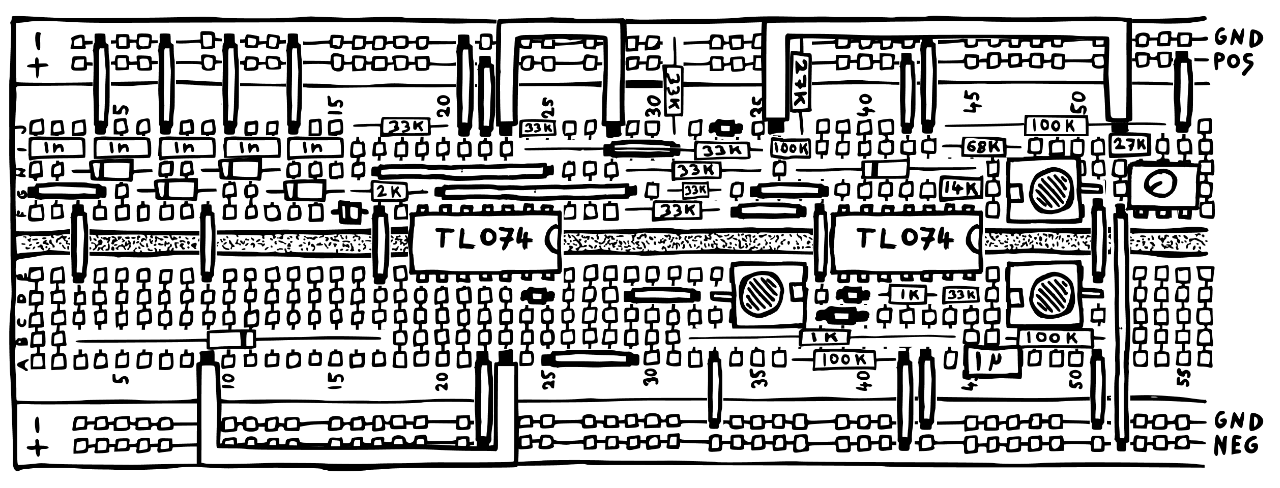 - GND
+ POS
5 15 20 25 30 35 40 45 50
J 33K 33K 33K 27K 100K
I 1n 1n 1n 1n 1n 33K 100K 68K 27K
H 33K
G 2K 33K 14K
F 33K
TL074 TL074
E
D 1K 33K
C
B 1K 100K
A 100K 1µ
5 10 15 20 25 30 35 40 45 50 55
- GND
+ NEG